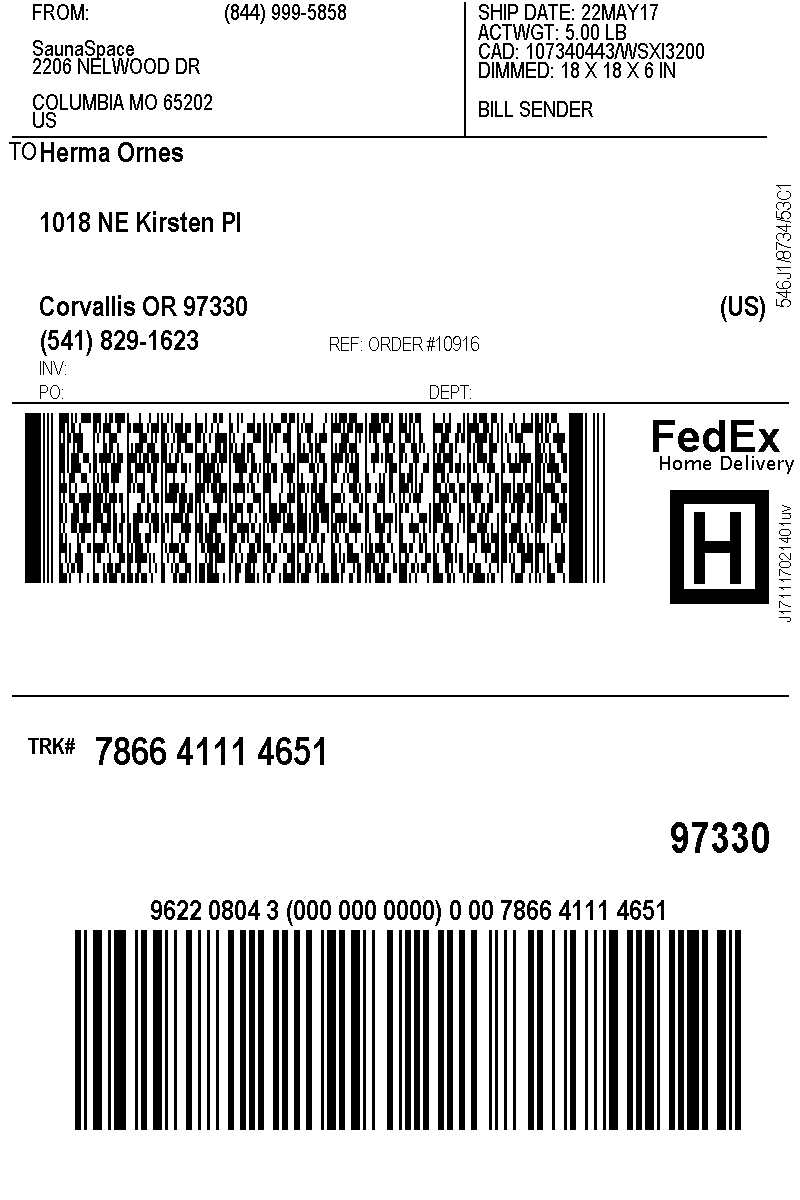 FROM: (844) 999-5858
SaunaSpace
2206 NELWOOD DR
COLUMBIA MO 65202
US
SHIP DATE: 22MAY17
ACTWGT: 5.00 LB
CAD: 107340443/WSXI3200
DIMMED: 18 X 18 X 6 IN
BILL SENDER
TO Herma Ornes
1018 NE Kirsten Pl
Corvallis OR 97330 (US)
(541) 829-1623 REF: ORDER #10916
INV:
PO: DEPT:
546J1/8734/53C1
FedEx
Home Delivery
H
J171117021401uv
TRK# 7866 4111 4651
97330
9622 0804 3 (000 000 0000) 0 00 7866 4111 4651